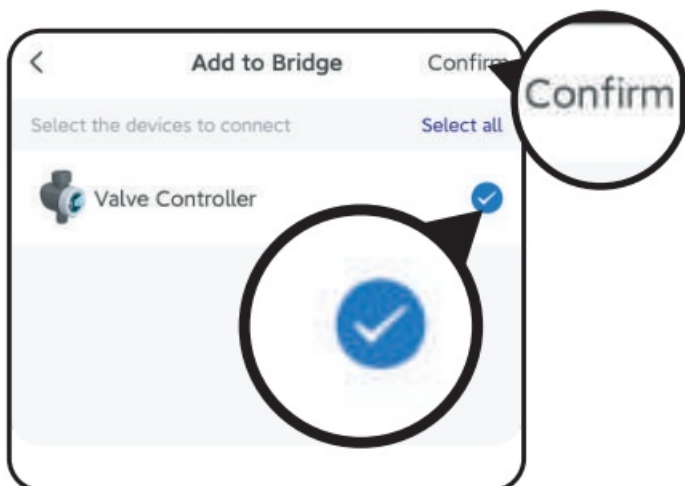 Add to Bridge Confirm
Confirm
Select the devices to connect Select all
Valve Controller